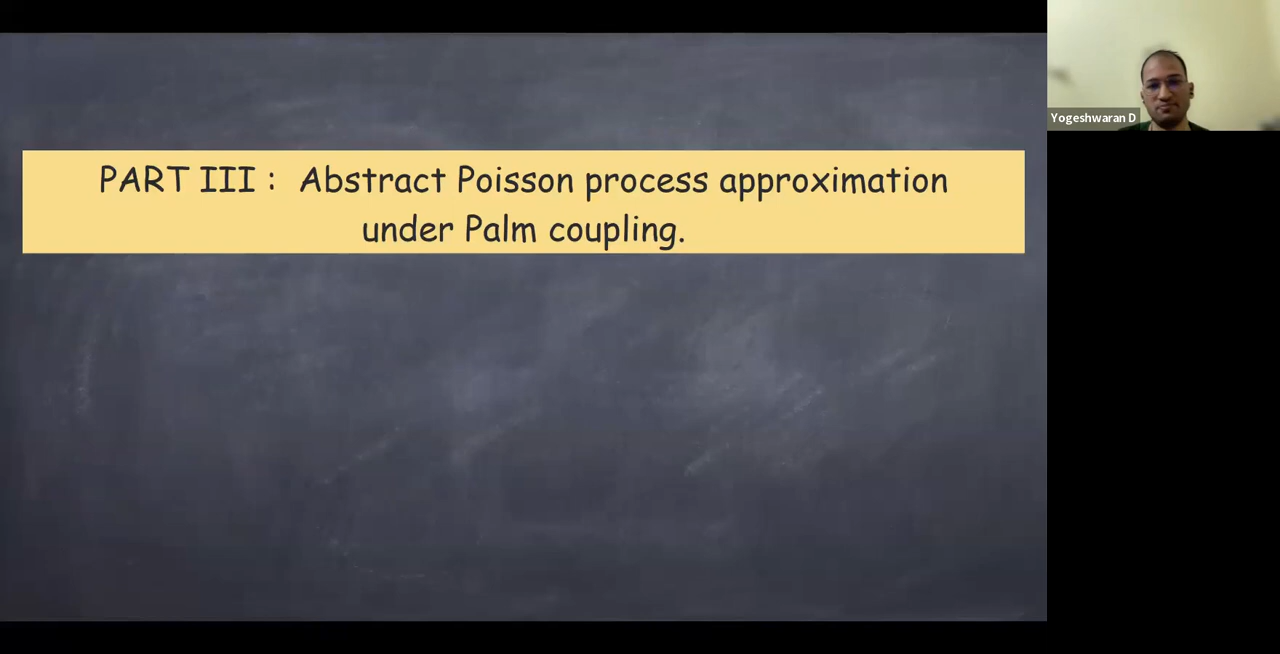 PART III : Abstract Poisson process approximation
under Palm coupling.
Yogeshwaran D